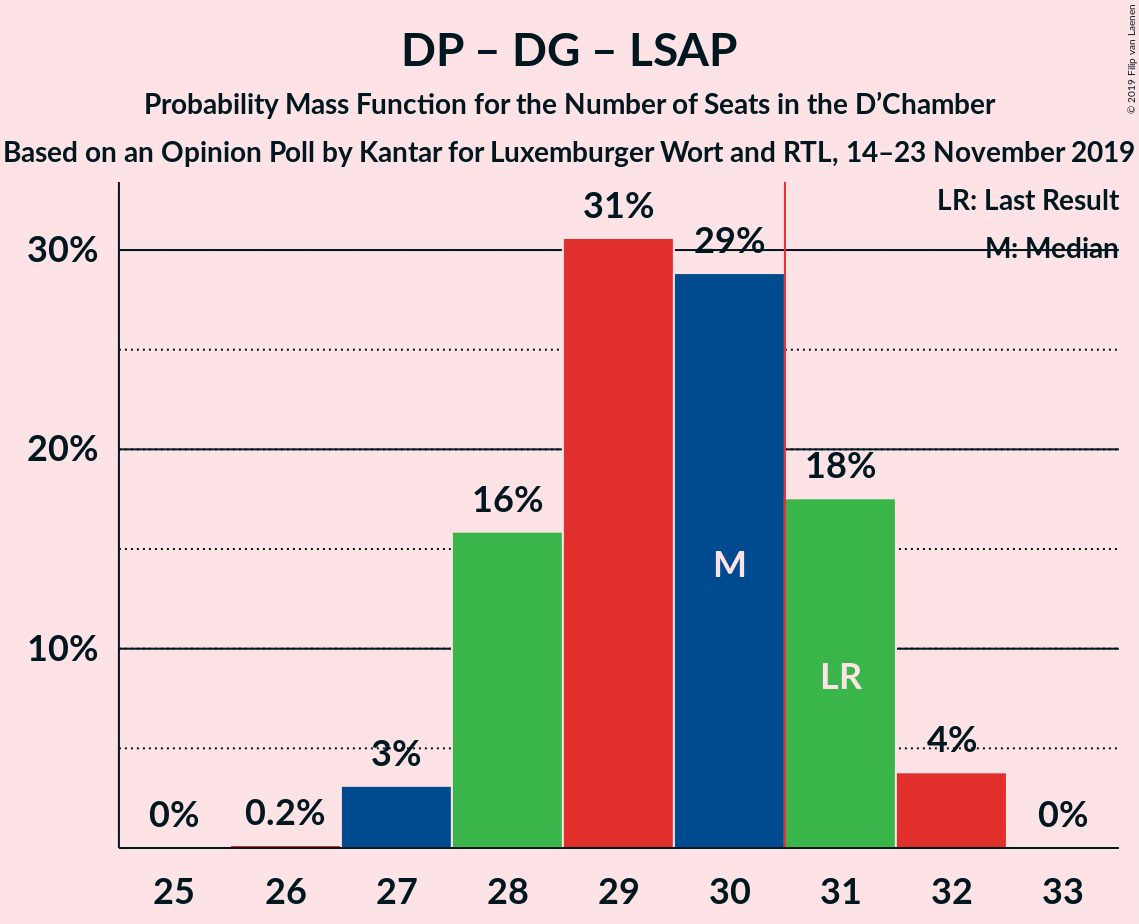 DP – DG – LSAP
Probability Mass Function for the Number of Seats in the D’Chamber
Based on an Opinion Poll by Kantar for Luxemburger Wort and RTL, 14–23 November 2019
© 2019 Filip van Laenen
LR: Last Result
M: Median
30%
20%
10%
0%
0.2%
3%
16%
31%
29%
18%
4%
0%
M
LR
25 26 27 28 29 30 31 32 33